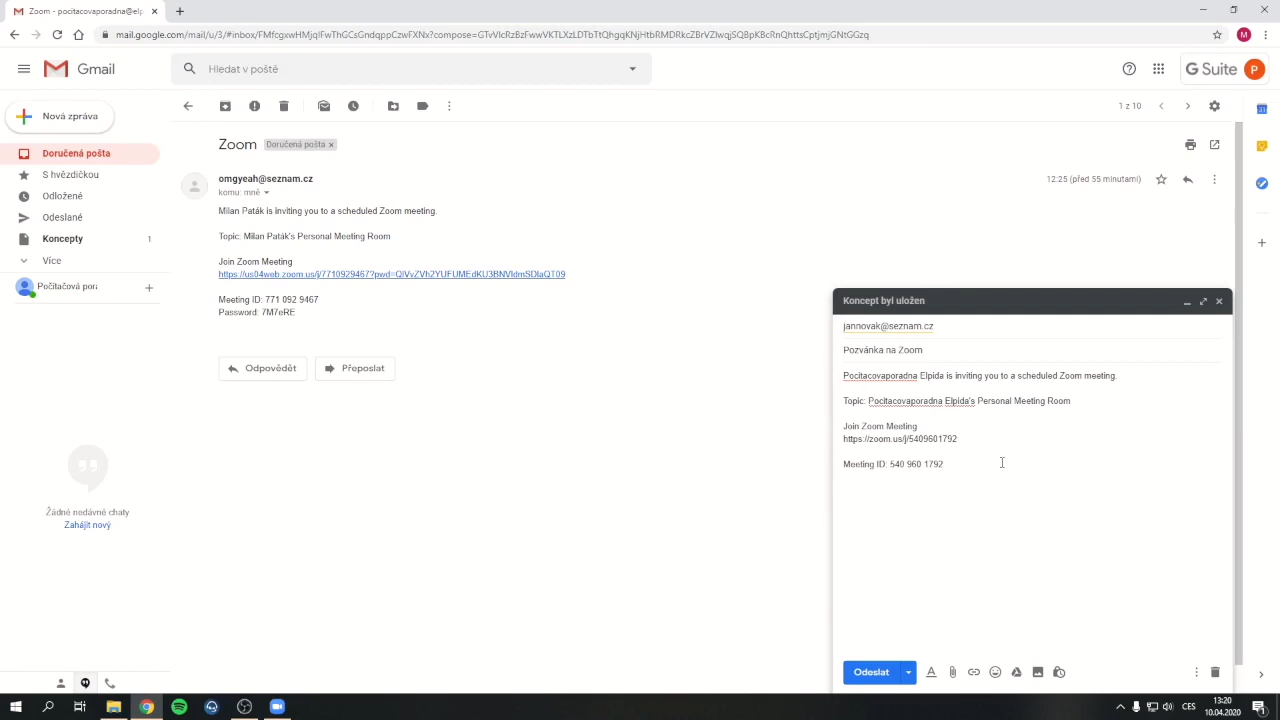 Zoom - pocitacovaporadna@elp
mail.google.com/mail/u/3/#inbox/FMfcgxwHMjqlFwThGCsGndqppCzwFXNx?compose=GTvVlcRzBzFwwVKTLXzLDTbTtQhgqKNjHtbRMDRkcZBrVZlwqjSQBpKBcRnQhttsCptjmjGNtGGzq
M
Gmail
Hledat v poště
G Suite
P
Nová zpráva
1 z 10
Doručená pošta
S hvězdičkou
Odložené
Odeslané
Koncepty 1
Více
Počítačová pora
Zoom
Doručená pošta x
omgyeah@seznam.cz
12:25 (před 55 minutami)
komu: mně
Milan Paták is inviting you to a scheduled Zoom meeting.
Topic: Milan Paták's Personal Meeting Room
Join Zoom Meeting
https://us04web.zoom.us/j/7710929467?pwd=QlVvZVh2YUFUMEdKU3BNVldmSDlaQT09
Meeting ID: 771 092 9467
Password: 7M7eRE
Odpovědět
Přeposlat
Žádné nedávné chaty
Zahájit nový
Koncept byl uložen
jannovak@seznam.cz
Pozvánka na Zoom
Pocitacovaporadna Elpida is inviting you to a scheduled Zoom meeting.
Topic: Pocitacovaporadna Elpida's Personal Meeting Room
Join Zoom Meeting
https://zoom.us/j/5409601792
Meeting ID: 540 960 1792
Odeslat
CES
13:20
10.04.2020
1